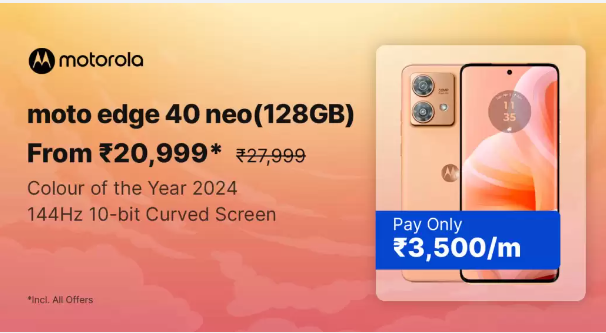 motorola
moto edge 40 neo(128GB)
From ₹20,999* ₹27,999
Colour of the Year 2024
144Hz 10-bit Curved Screen
*Incl. All Offers
11
35
Pay Only
₹3,500/m